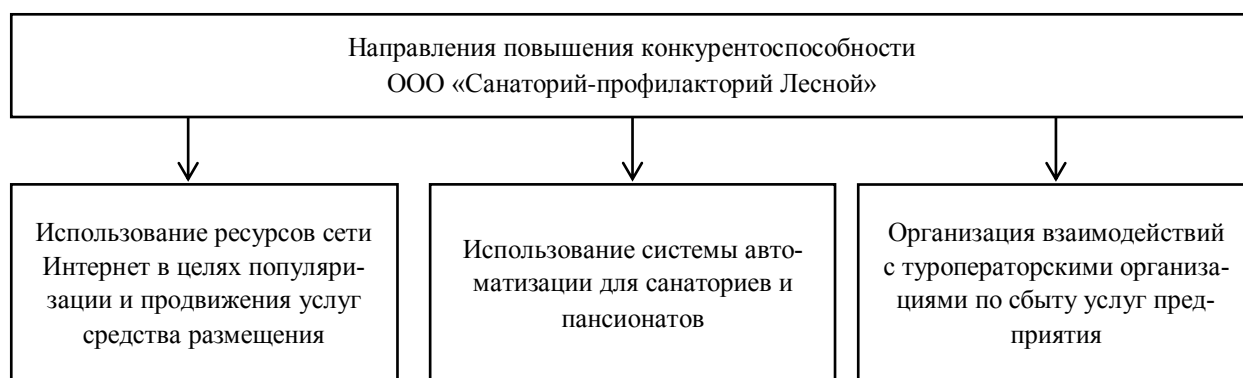 Направления повышения конкурентоспособности
ООО «Санаторий-профилакторий Лесной»
Использование ресурсов сети
Интернет в целях популяри-
зации и продвижения услуг
средства размещения
Использование системы авто-
матизации для санаториев и
пансионатов
Организация взаимодействий
с туроператорскими организа-
циями по сбыту услуг пред-
приятия